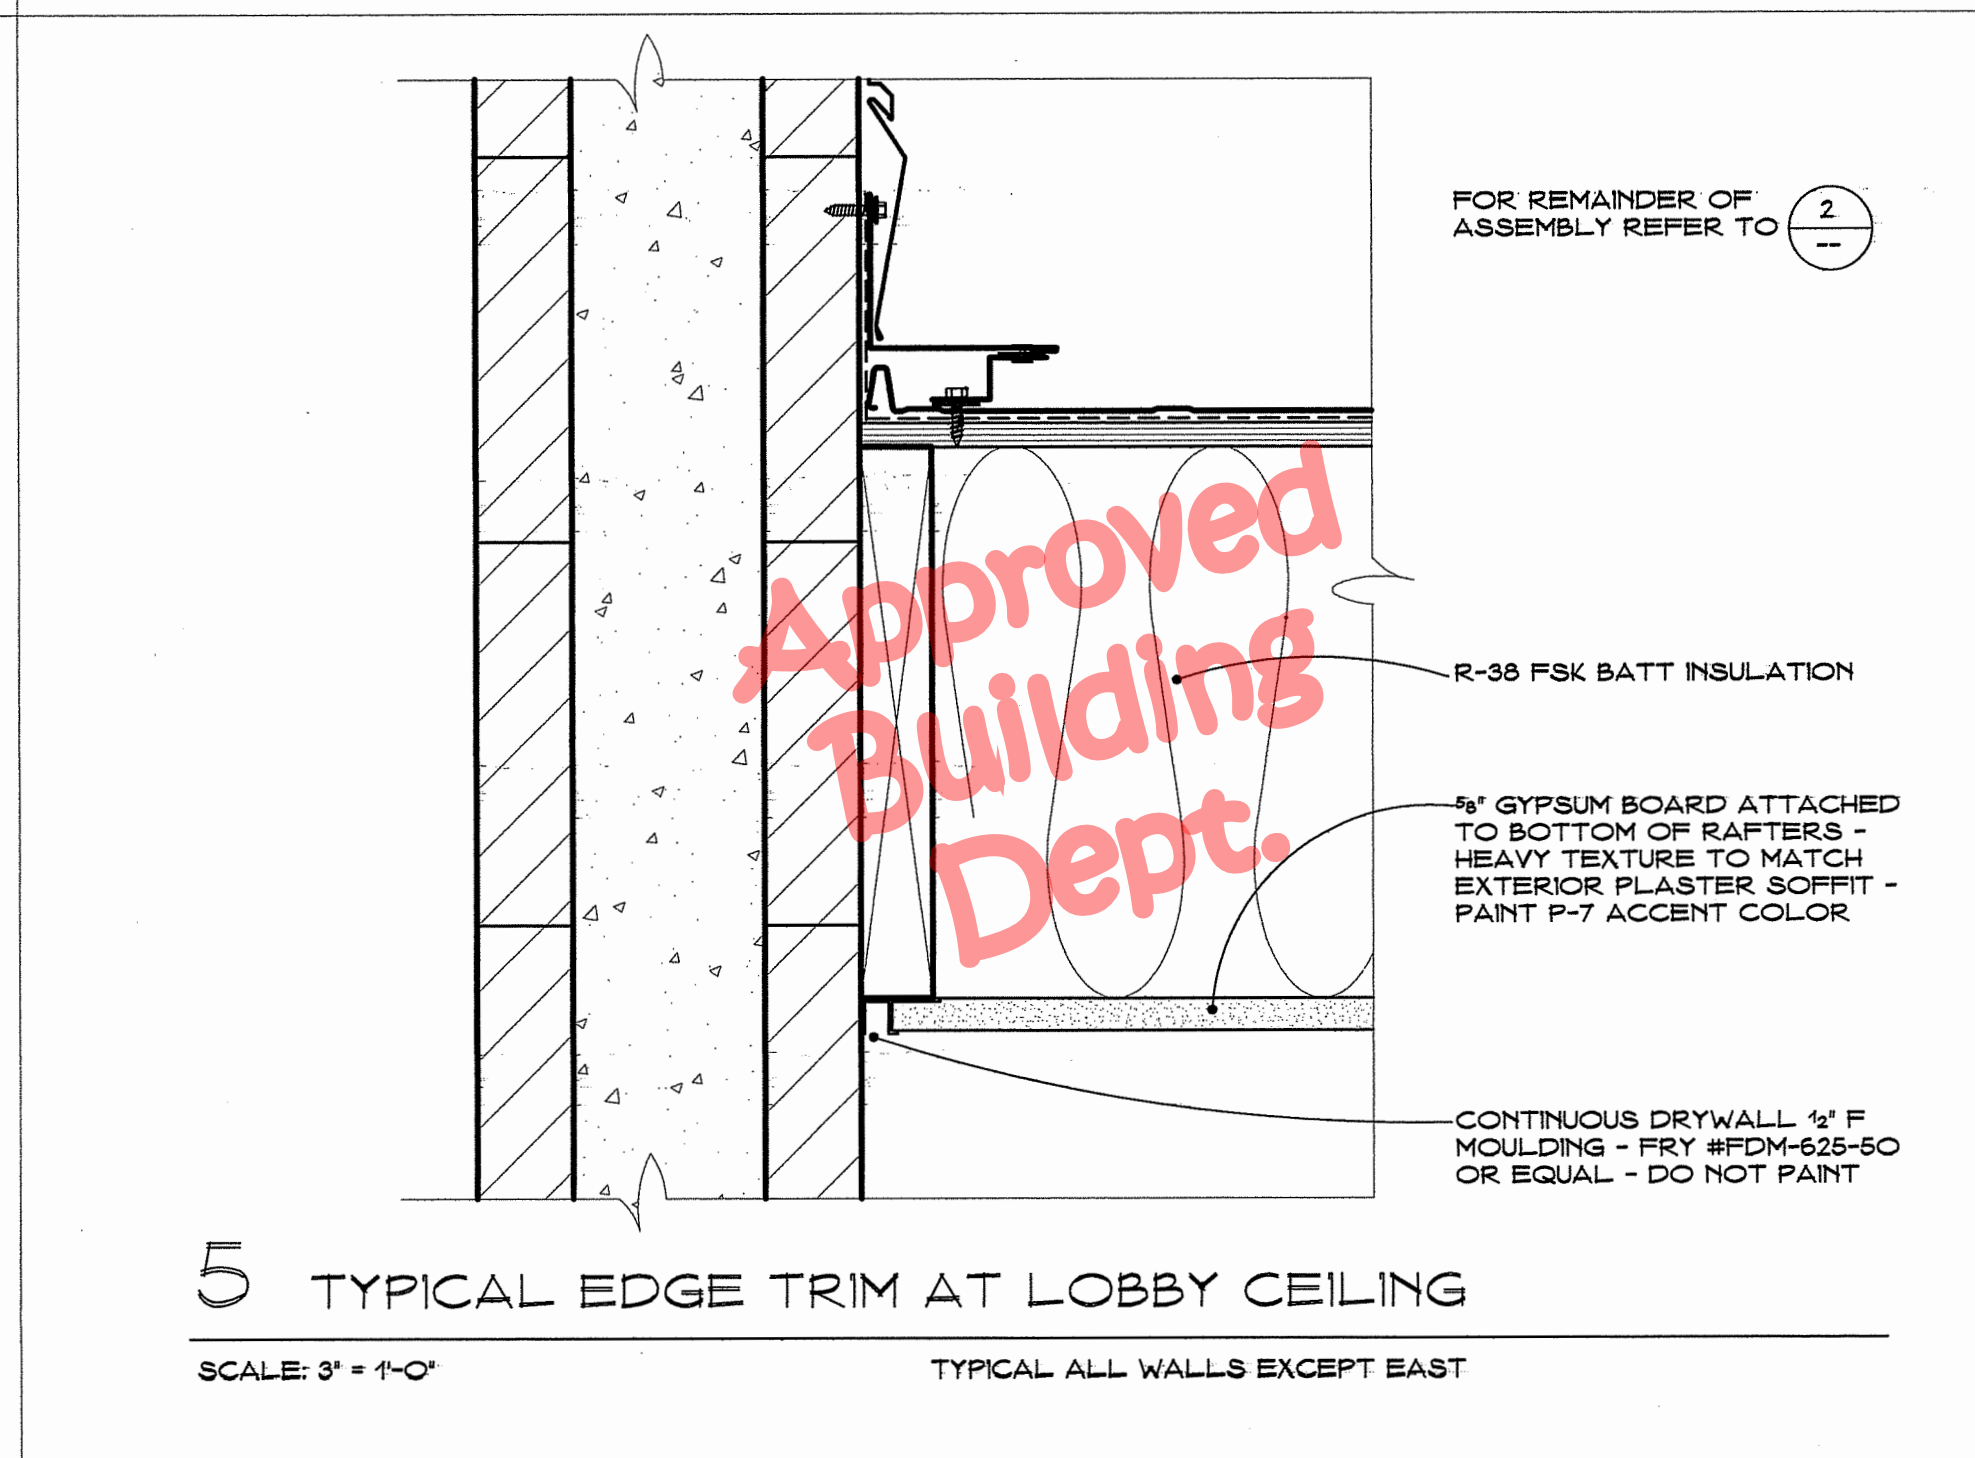 FOR REMAINDER OF
ASSEMBLY REFER TO
2
--
Approved
Building
Dept.
R-38 FSK BATT INSULATION
5/8" GYPSUM BOARD ATTACHED
TO BOTTOM OF RAFTERS -
HEAVY TEXTURE TO MATCH
EXTERIOR PLASTER SOFFIT -
PAINT P-7 ACCENT COLOR
CONTINUOUS DRYWALL 1/2" F
MOULDING - FRY #FDM-625-50
OR EQUAL - DO NOT PAINT
5 TYPICAL EDGE TRIM AT LOBBY CEILING
SCALE: 3" = 1'-0"
TYPICAL ALL WALLS EXCEPT EAST